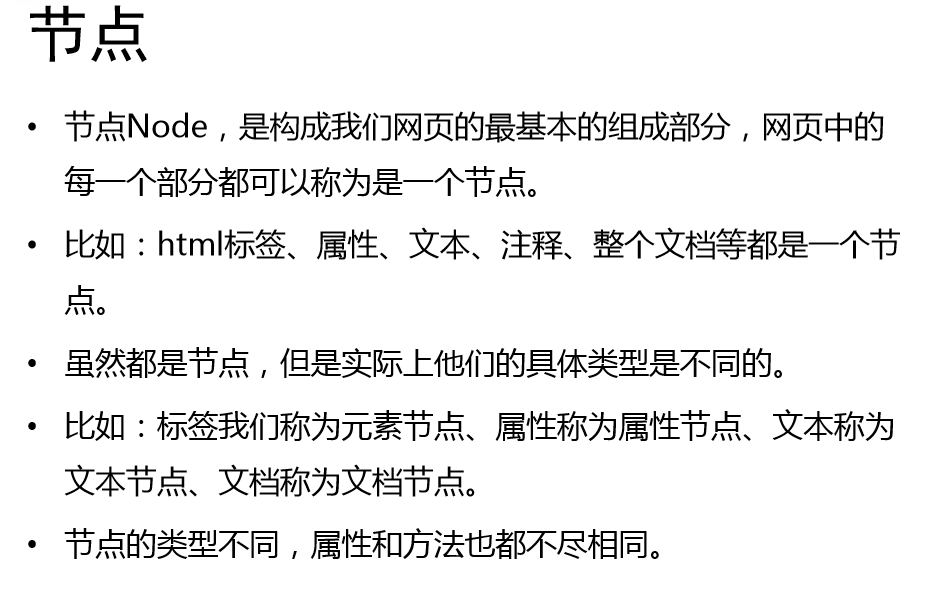 节点
• 节点Node，是构成我们网页的最基本的组成部分，网页中的
每一个部分都可以称为是一个节点。
• 比如：html标签、属性、文本、注释、整个文档等都是一个节
点。
• 虽然都是节点，但是实际上他们的具体类型是不同的。
• 比如：标签我们称为元素节点、属性称为属性节点、文本称为
文本节点、文档称为文档节点。
• 节点的类型不同，属性和方法也都不尽相同。